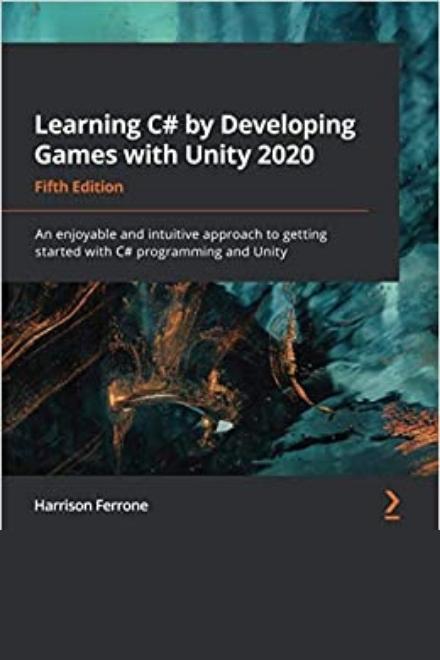 Learning C# by Developing
Games with Unity 2020
Fifth Edition
An enjoyable and intuitive approach to getting
started with C# programming and Unity
Harrison Ferrone